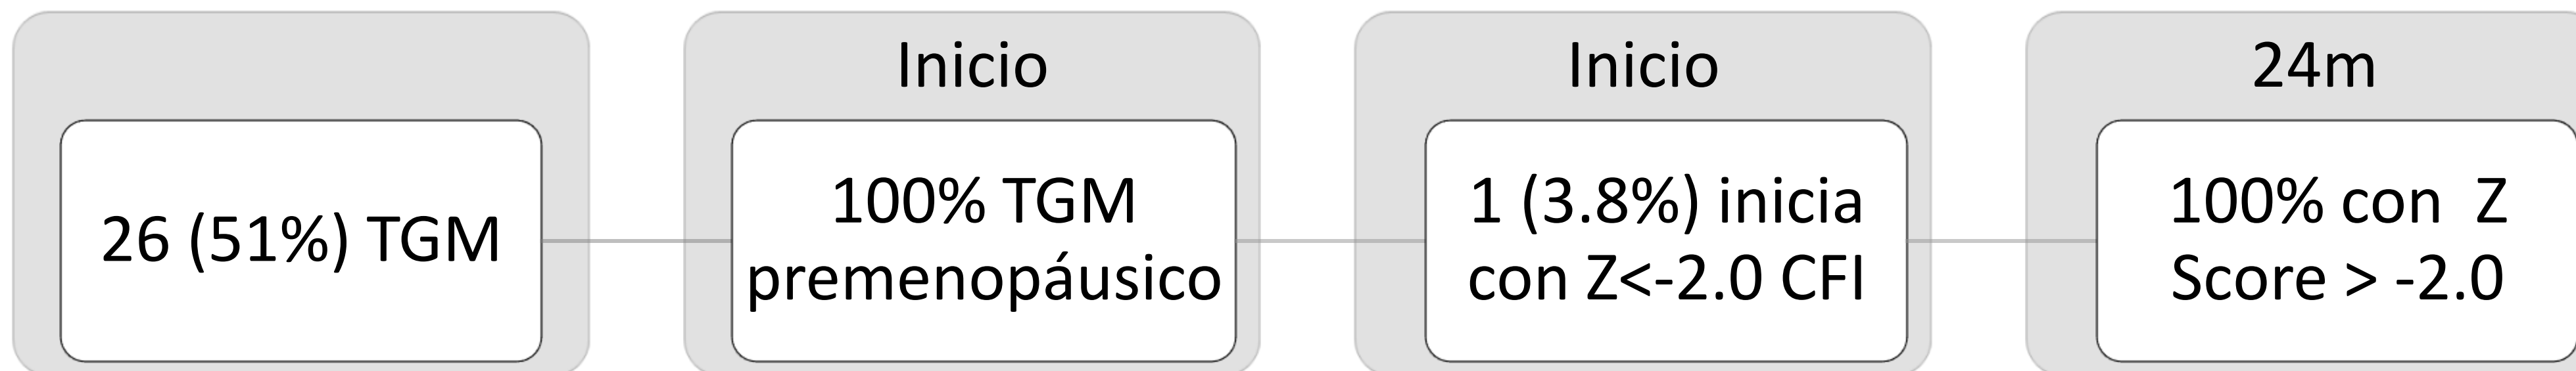 26 (51%) TGM
Inicio
100% TGM
premenopáusico
Inicio
1 (3.8%) inicia
con Z<-2.0 CFI
24m
100% con  Z
Score > -2.0